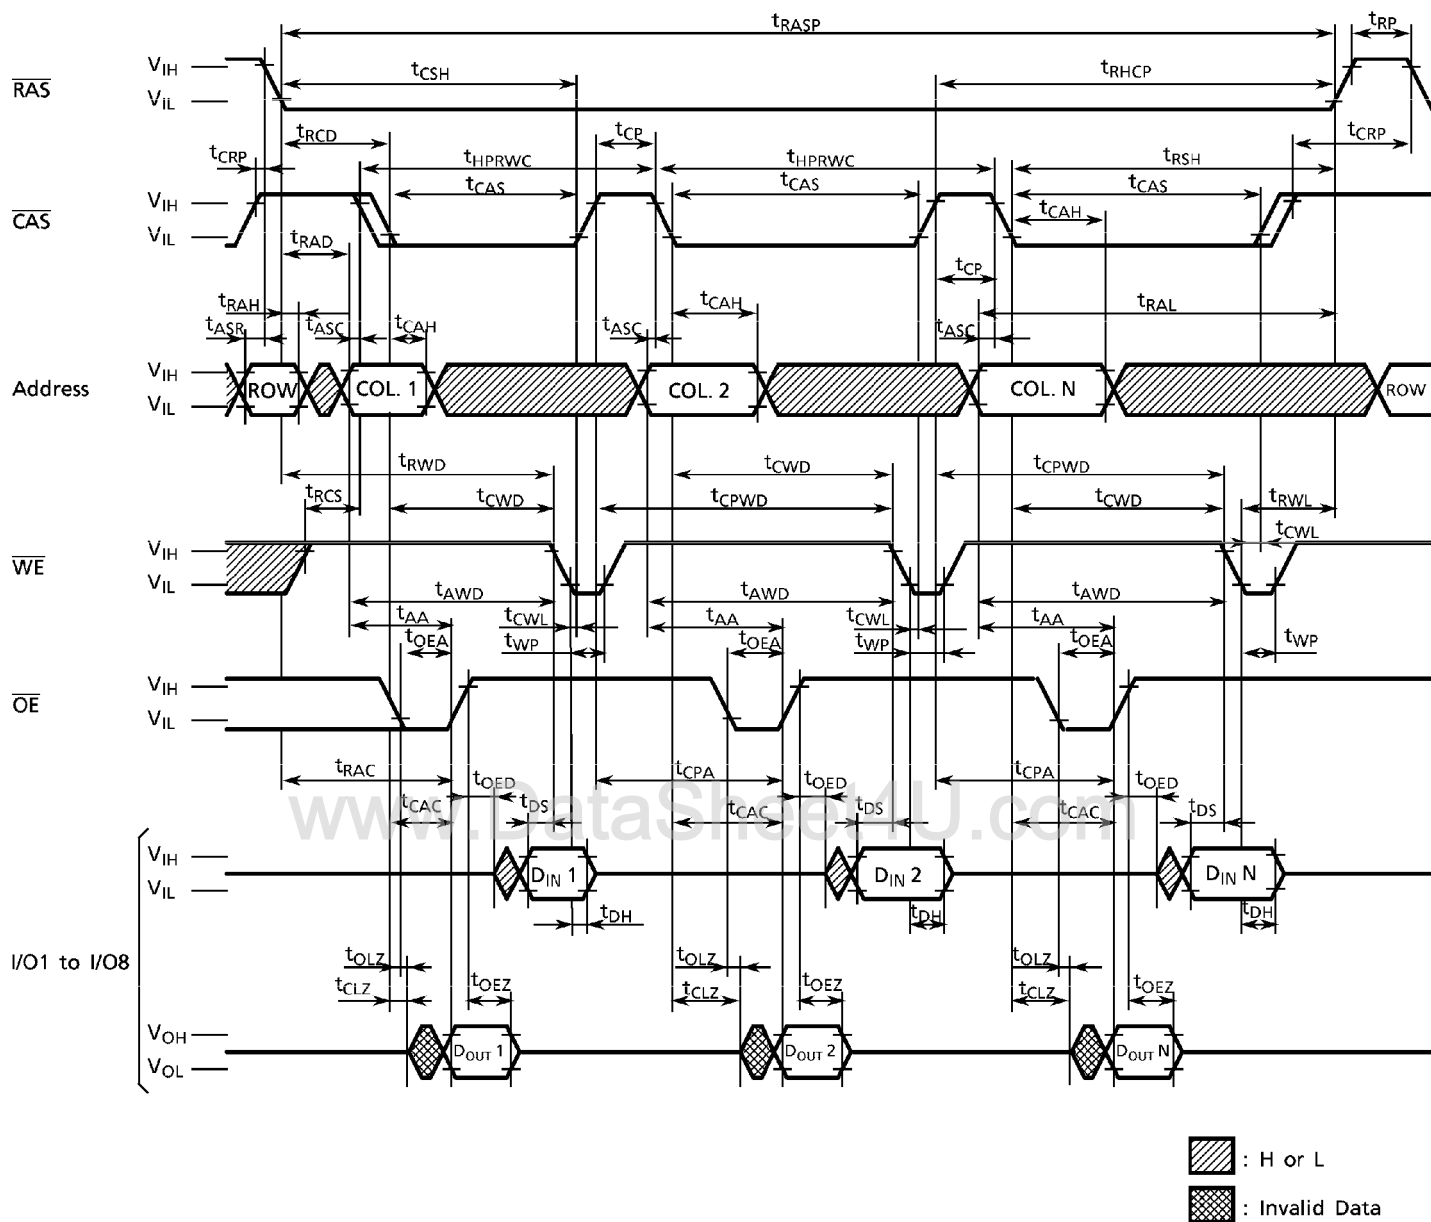 tRASP
tRP
RAS
VIH
VIL
tCSH
tRHCP
tRCD
tCP
tCRP
tCRP
tHPRWC
tHPRWC
tRSH
CAS
VIH
VIL
tCAS
tCAS
tCAS
tCAH
tRAD
tCP
tRAH
tCAH
tRAL
tASR
tASC
tCAH
tASC
tASC
Address
VIH
VIL
ROW
COL. 1
COL. 2
COL. N
ROW
tRWD
tCWD
tCPWD
tRCS
tCWD
tCPWD
tCWD
tRWL
tCWL
WE
VIH
VIL
tAWD
tAWD
tAWD
tAA
tCWL
tAA
tCWL
tAA
tOEA
tWP
tOEA
tWP
tOEA
tWP
OE
VIH
VIL
tRAC
tOED
tCPA
tOED
tCPA
tOED
www.DataSheet4U.com
tCAC
tDS
tCAC
tDS
tCAC
tDS
I/O1 to I/O8
VIH
VIL
DIN 1
DIN 2
DIN N
tDH
tDH
tDH
tOLZ
tOLZ
tOLZ
tCLZ
tOEZ
tCLZ
tOEZ
tCLZ
tOEZ
VOH
VOL
DOUT 1
DOUT 2
DOUT N
: H or L
: Invalid Data